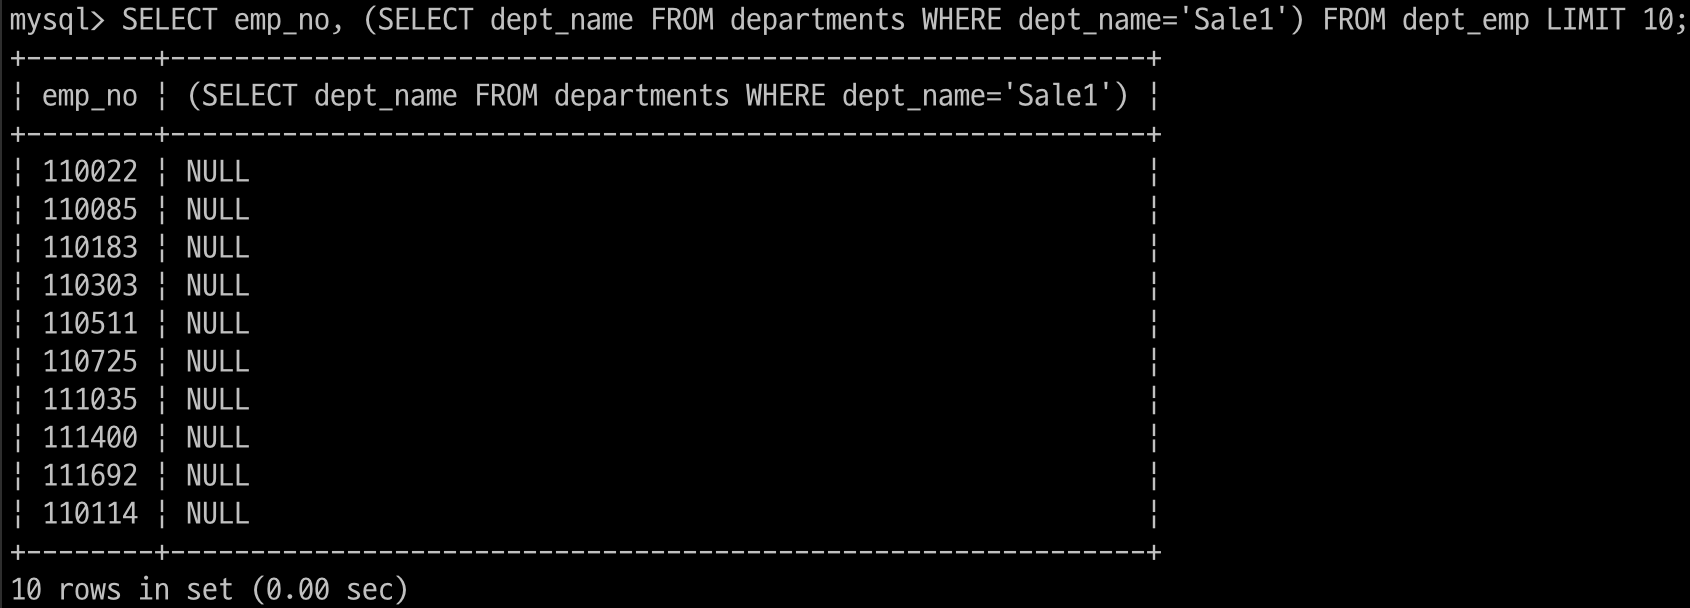 mysql> SELECT emp_no, (SELECT dept_name FROM departments WHERE dept_name='Sale1') FROM dept_emp LIMIT 10;
+--------+-------------------------------------------------------------+
¦ emp_no ¦ (SELECT dept_name FROM departments WHERE dept_name='Sale1') ¦
+--------+-------------------------------------------------------------+
¦ 110022 ¦ NULL                                                        ¦
¦ 110085 ¦ NULL                                                        ¦
¦ 110183 ¦ NULL                                                        ¦
¦ 110303 ¦ NULL                                                        ¦
¦ 110511 ¦ NULL                                                        ¦
¦ 110725 ¦ NULL                                                        ¦
¦ 111035 ¦ NULL                                                        ¦
¦ 111400 ¦ NULL                                                        ¦
¦ 111692 ¦ NULL                                                        ¦
¦ 110114 ¦ NULL                                                        ¦
+--------+-------------------------------------------------------------+
10 rows in set (0.00 sec)